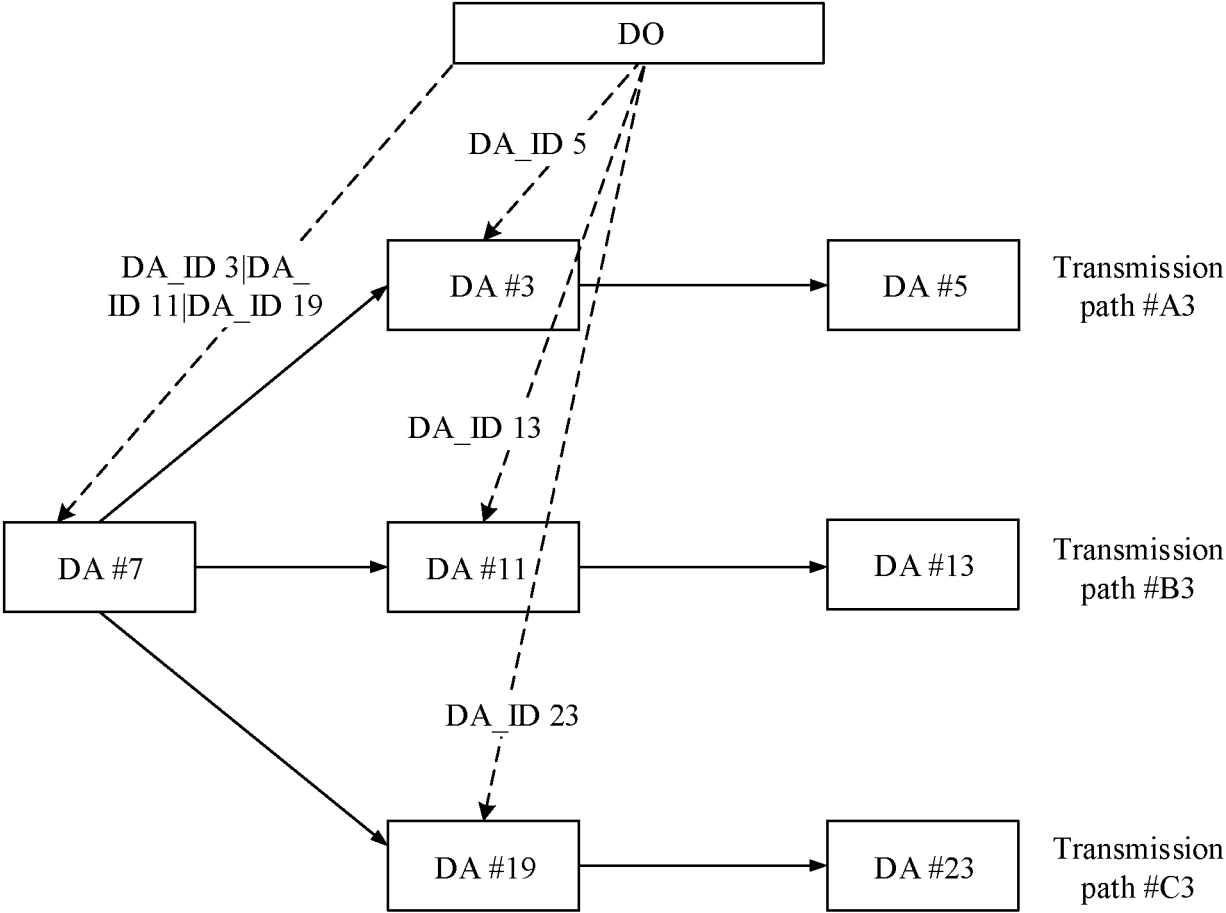 DO
DA_ID 5
DA_ID 3|DA_
ID 11|DA_ID 19
DA #3
DA #5
Transmission
path #A3
DA_ID 13
DA #7
DA #11
DA #13
Transmission
path #B3
DA_ID 23
DA #19
DA #23
Transmission
path #C3